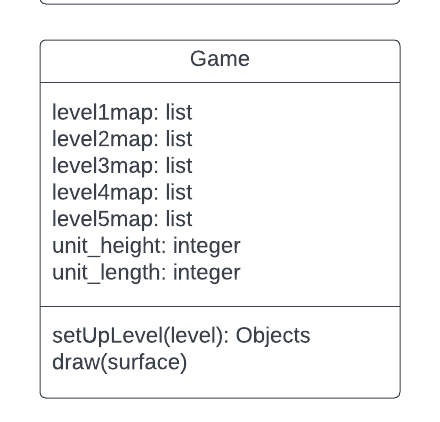 Game
level1map: list
level2map: list
level3map: list
level4map: list
level5map: list
unit_height: integer
unit_length: integer
setUpLevel(level): Objects
draw(surface)